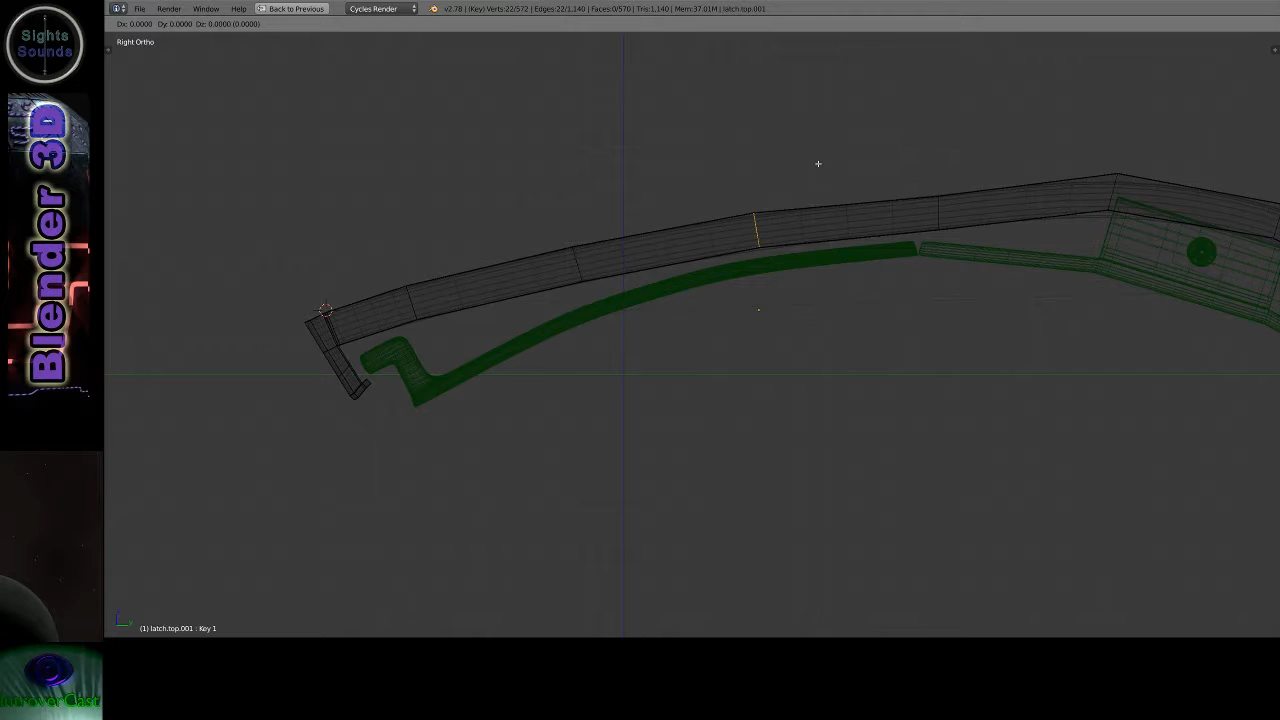 Sights
Sounds
Blender 3D
File Render Window Help Back to Previous Cycles Render v2.78 | (Key) Verts:22/572 | Edges:22/1,140 | Faces:0/570 | Tris:1,140 | Mem:37.01M | latch.top.001
Dx: 0.0000 Dy: 0.0000 Dz: 0.0000 (0.0000)
Right Ortho
(1) latch.top.001 : Key 1